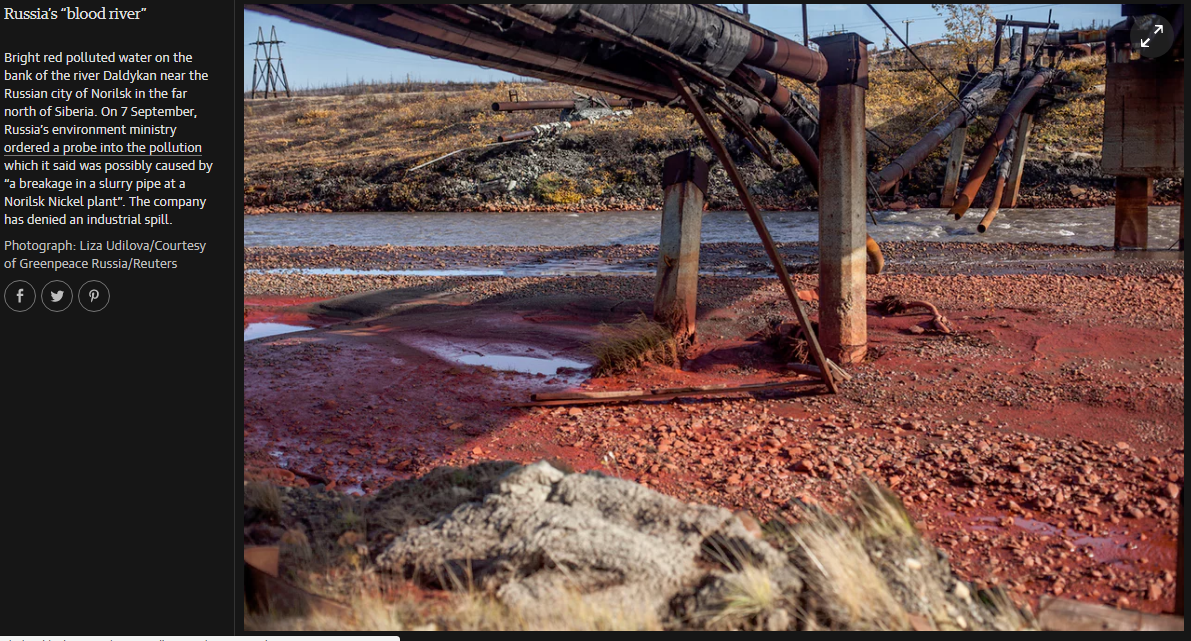 Russia’s “blood river”
Bright red polluted water on the
bank of the river Daldykan near the
Russian city of Norilsk in the far
north of Siberia. On 7 September,
Russia’s environment ministry
ordered a probe into the pollution
which it said was possibly caused by
“a breakage in a slurry pipe at a
Norilsk Nickel plant”. The company
has denied an industrial spill.
Photograph: Liza Udilova/Courtesy
of Greenpeace Russia/Reuters